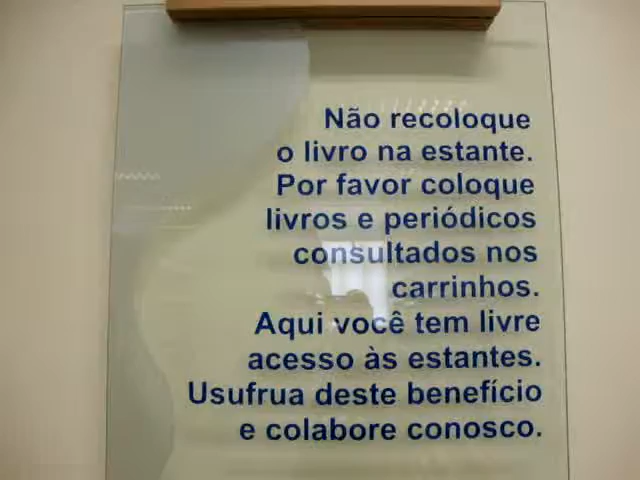 Não recoloque
o livro na estante.
Por favor coloque
livros e periódicos
consultados nos
carrinhos.
Aqui você tem livre
acesso às estantes.
Usufrua deste benefício
e colabore conosco.